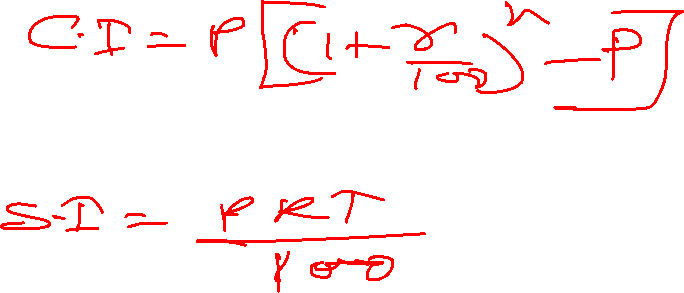 C.I = P[(1 + r/100)^n - P]
S.I = PRT/100